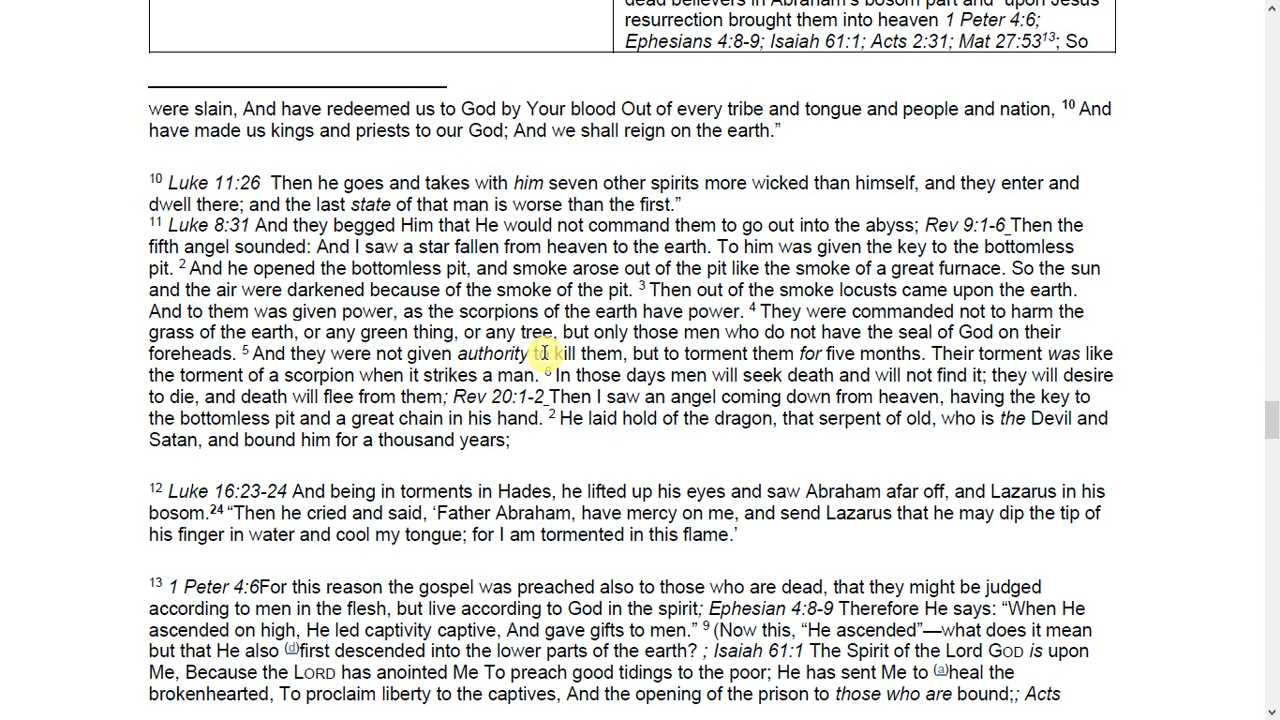 dead believers in Abraham's bosom part and "upon Jesus
resurrection brought them into heaven 1 Peter 4:6;
Ephesians 4:8-9; Isaiah 61:1; Acts 2:31; Mat 27:53¹³; So
were slain, And have redeemed us to God by Your blood Out of every tribe and tongue and people and nation, ¹⁰ And
have made us kings and priests to our God; And we shall reign on the earth.”
¹⁰ Luke 11:26 Then he goes and takes with him seven other spirits more wicked than himself, and they enter and
dwell there; and the last state of that man is worse than the first.”
¹¹ Luke 8:31 And they begged Him that He would not command them to go out into the abyss; Rev 9:1-6 Then the
fifth angel sounded: And I saw a star fallen from heaven to the earth. To him was given the key to the bottomless
pit. ² And he opened the bottomless pit, and smoke arose out of the pit like the smoke of a great furnace. So the sun
and the air were darkened because of the smoke of the pit. ³ Then out of the smoke locusts came upon the earth.
And to them was given power, as the scorpions of the earth have power. ⁴ They were commanded not to harm the
grass of the earth, or any green thing, or any tree, but only those men who do not have the seal of God on their
foreheads. ⁵ And they were not given authority to kill them, but to torment them for five months. Their torment was like
the torment of a scorpion when it strikes a man. ⁶ In those days men will seek death and will not find it; they will desire
to die, and death will flee from them; Rev 20:1-2 Then I saw an angel coming down from heaven, having the key to
the bottomless pit and a great chain in his hand. ² He laid hold of the dragon, that serpent of old, who is the Devil and
Satan, and bound him for a thousand years;
¹² Luke 16:23-24 And being in torments in Hades, he lifted up his eyes and saw Abraham afar off, and Lazarus in his
bosom.²⁴ “Then he cried and said, ‘Father Abraham, have mercy on me, and send Lazarus that he may dip the tip of
his finger in water and cool my tongue; for I am tormented in this flame.’
¹³ 1 Peter 4:6For this reason the gospel was preached also to those who are dead, that they might be judged
according to men in the flesh, but live according to God in the spirit; Ephesian 4:8-9 Therefore He says: “When He
ascended on high, He led captivity captive, And gave gifts to men.” ⁹ (Now this, “He ascended”—what does it mean
but that He also (d)first descended into the lower parts of the earth? ; Isaiah 61:1 The Spirit of the Lord GOD is upon
Me, Because the LORD has anointed Me To preach good tidings to the poor; He has sent Me to (a)heal the
brokenhearted, To proclaim liberty to the captives, And the opening of the prison to those who are bound;; Acts